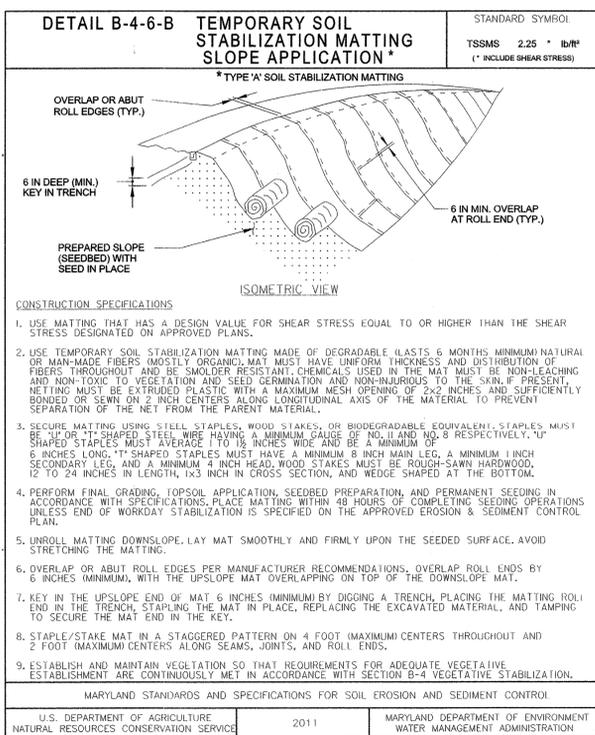 DETAIL B-4-6-B TEMPORARY SOIL
STABILIZATION MATTING
SLOPE APPLICATION *
STANDARD SYMBOL
TSSMS 2.25 * lb/ft²
(* INCLUDE SHEAR STRESS)
* TYPE 'A' SOIL STABILIZATION MATTING
OVERLAP OR ABUT
ROLL EDGES (TYP.)
6 IN DEEP (MIN.)
KEY IN TRENCH
6 IN MIN. OVERLAP
AT ROLL END (TYP.)
PREPARED SLOPE
(SEEDBED) WITH
SEED IN PLACE
ISOMETRIC VIEW
CONSTRUCTION SPECIFICATIONS
1. USE MATTING THAT HAS A DESIGN VALUE FOR SHEAR STRESS EQUAL TO OR HIGHER THAN THE SHEAR
STRESS DESIGNATED ON APPROVED PLANS.
2. USE TEMPORARY SOIL STABILIZATION MATTING MADE OF DEGRADABLE (LASTS 6 MONTHS MINIMUM) NATURAL
OR MAN-MADE FIBERS (MOSTLY ORGANIC). MAT MUST HAVE UNIFORM THICKNESS AND DISTRIBUTION OF
FIBERS THROUGHOUT AND BE SMOLDER RESISTANT. CHEMICALS USED IN THE MAT MUST BE NON-LEACHING
AND NON-TOXIC TO VEGETATION AND SEED GERMINATION AND NON-INJURIOUS TO THE SKIN. IF PRESENT,
NETTING MUST BE EXTRUDED PLASTIC WITH A MAXIMUM MESH OPENING OF 2x2 INCHES AND SUFFICIENTLY
BONDED OR SEWN ON 2 INCH CENTERS ALONG LONGITUDINAL AXIS OF THE MATERIAL TO PREVENT
SEPARATION OF THE NET FROM THE PARENT MATERIAL.
3. SECURE MATTING USING STEEL STAPLES, WOOD STAKES, OR BIODEGRADABLE EQUIVALENT. STAPLES MUST
BE "U" OR "T" SHAPED STEEL WIRE HAVING A MINIMUM GAUGE OF NO. 11 AND NO. 8 RESPECTIVELY. "U"
SHAPED STAPLES MUST AVERAGE 1 TO 1½ INCHES WIDE AND BE A MINIMUM OF
6 INCHES LONG. "T" SHAPED STAPLES MUST HAVE A MINIMUM 8 INCH MAIN LEG, A MINIMUM 1 INCH
SECONDARY LEG, AND A MINIMUM 4 INCH HEAD. WOOD STAKES MUST BE ROUGH-SAWN HARDWOOD,
12 TO 24 INCHES IN LENGTH, 1x3 INCH IN CROSS SECTION, AND WEDGE SHAPED AT THE BOTTOM.
4. PERFORM FINAL GRADING, TOPSOIL APPLICATION, SEEDBED PREPARATION, AND PERMANENT SEEDING IN
ACCORDANCE WITH SPECIFICATIONS. PLACE MATTING WITHIN 48 HOURS OF COMPLETING SEEDING OPERATIONS
UNLESS END OF WORKDAY STABILIZATION IS SPECIFIED ON THE APPROVED EROSION & SEDIMENT CONTROL
PLAN.
5. UNROLL MATTING DOWNSLOPE. LAY MAT SMOOTHLY AND FIRMLY UPON THE SEEDED SURFACE. AVOID
STRETCHING THE MATTING.
6. OVERLAP OR ABUT ROLL EDGES PER MANUFACTURER RECOMMENDATIONS. OVERLAP ROLL ENDS BY
6 INCHES (MINIMUM), WITH THE UPSLOPE MAT OVERLAPPING ON TOP OF THE DOWNSLOPE MAT.
7. KEY IN THE UPSLOPE END OF MAT 6 INCHES (MINIMUM) BY DIGGING A TRENCH, PLACING THE MATTING ROLL
END IN THE TRENCH, STAPLING THE MAT IN PLACE, REPLACING THE EXCAVATED MATERIAL, AND TAMPING
TO SECURE THE MAT END IN THE KEY.
8. STAPLE/STAKE MAT IN A STAGGERED PATTERN ON 4 FOOT (MAXIMUM) CENTERS THROUGHOUT AND
2 FOOT (MAXIMUM) CENTERS ALONG SEAMS, JOINTS, AND ROLL ENDS.
9. ESTABLISH AND MAINTAIN VEGETATION SO THAT REQUIREMENTS FOR ADEQUATE VEGETATIVE
ESTABLISHMENT ARE CONTINUOUSLY MET IN ACCORDANCE WITH SECTION B-4 VEGETATIVE STABILIZATION.
MARYLAND STANDARDS AND SPECIFICATIONS FOR SOIL EROSION AND SEDIMENT CONTROL
U.S. DEPARTMENT OF AGRICULTURE
NATURAL RESOURCES CONSERVATION SERVICE
2011
MARYLAND DEPARTMENT OF ENVIRONMENT
WATER MANAGEMENT ADMINISTRATION